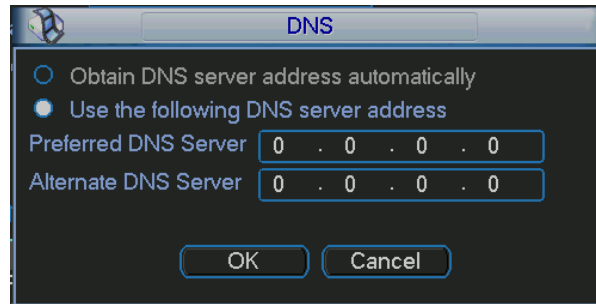 DNS
Obtain DNS server address automatically
Use the following DNS server address
Preferred DNS Server 0 . 0 . 0 . 0
Alternate DNS Server 0 . 0 . 0 . 0
OK Cancel